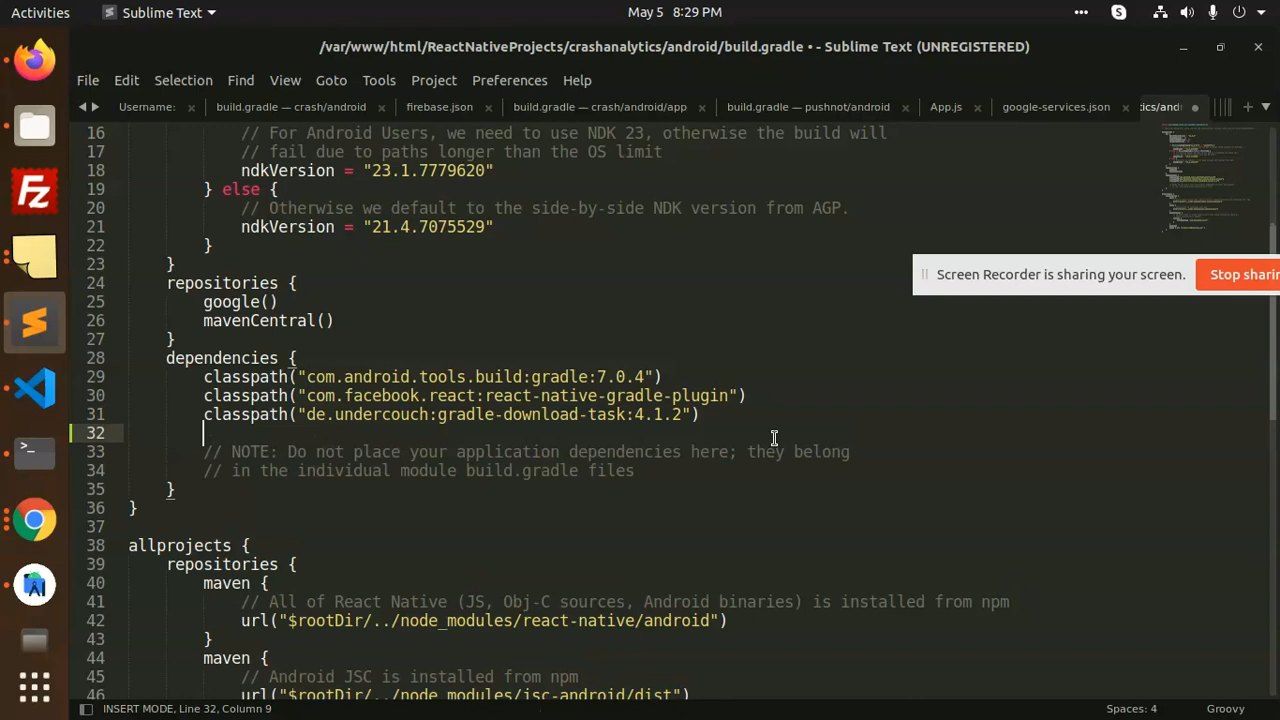 Activities
Sublime Text
May 5 8:29 PM
/var/www/html/ReactNativeProjects/crashanalytics/android/build.gradle • - Sublime Text (UNREGISTERED)
File Edit Selection Find View Goto Tools Project Preferences Help
Username: build.gradle — crash/android firebase.json build.gradle — crash/android/app build.gradle — pushnot/android App.js google-services.json tics/and
16 // For Android Users, we need to use NDK 23, otherwise the build will
17 // fail due to paths longer than the OS limit
18 ndkVersion = "23.1.7779620"
19 } else {
20 // Otherwise we default to the side-by-side NDK version from AGP.
21 ndkVersion = "21.4.7075529"
22 }
23 }
24 repositories {
25 google()
26 mavenCentral()
27 }
28 dependencies {
29 classpath("com.android.tools.build:gradle:7.0.4")
30 classpath("com.facebook.react:react-native-gradle-plugin")
31 classpath("de.undercouch:gradle-download-task:4.1.2")
32
33 // NOTE: Do not place your application dependencies here; they belong
34 // in the individual module build.gradle files
35 }
36 }
37
38 allprojects {
39 repositories {
40 maven {
41 // All of React Native (JS, Obj-C sources, Android binaries) is installed from npm
42 url("$rootDir/../node_modules/react-native/android")
43 }
44 maven {
45 // Android JSC is installed from npm
46 url("$rootDir/../node_modules/jsc-android/dist")
Screen Recorder is sharing your screen.
Stop sharin
INSERT MODE, Line 32, Column 9
Spaces: 4
Groovy